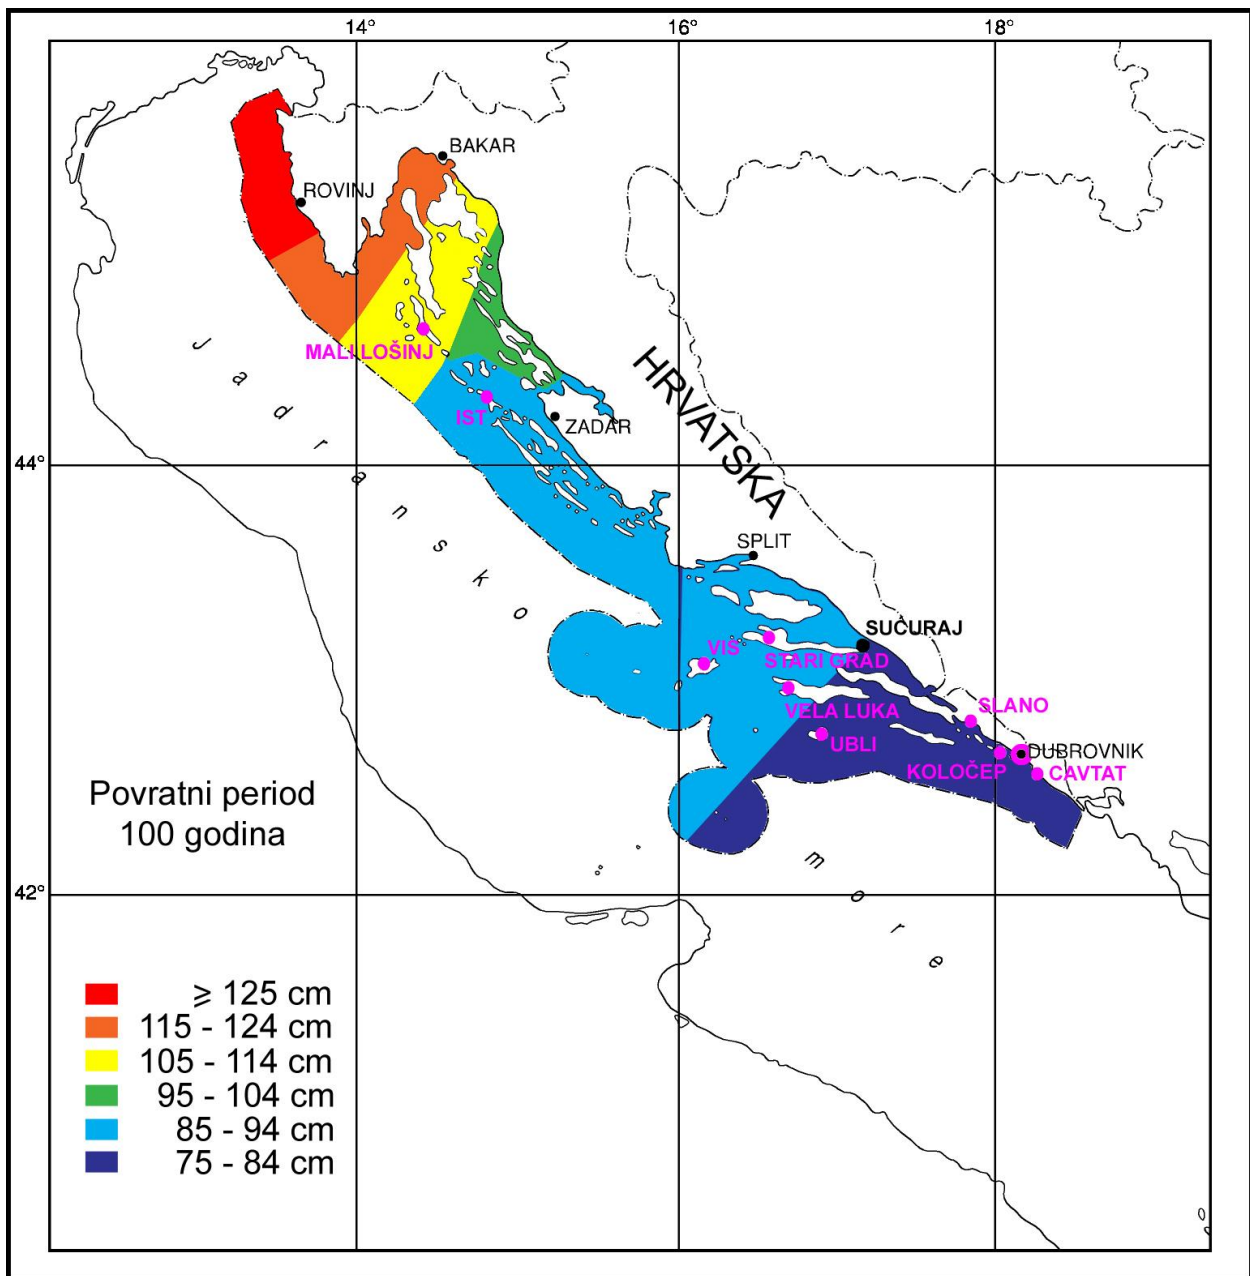 14° 16° 18°
BAKAR
ROVINJ
MALI LOŠINJ
HRVATSKA
IST
ZADAR
44°
Jadransko
SPLIT
SUĆURAJ
VIS
STARI GRAD
SLANO
VELA LUKA
UBLI
DUBROVNIK
KOLOČEP
CAVTAT
Povratni period
100 godina
more
42°
⩾ 125 cm
115 - 124 cm
105 - 114 cm
95 - 104 cm
85 - 94 cm
75 - 84 cm